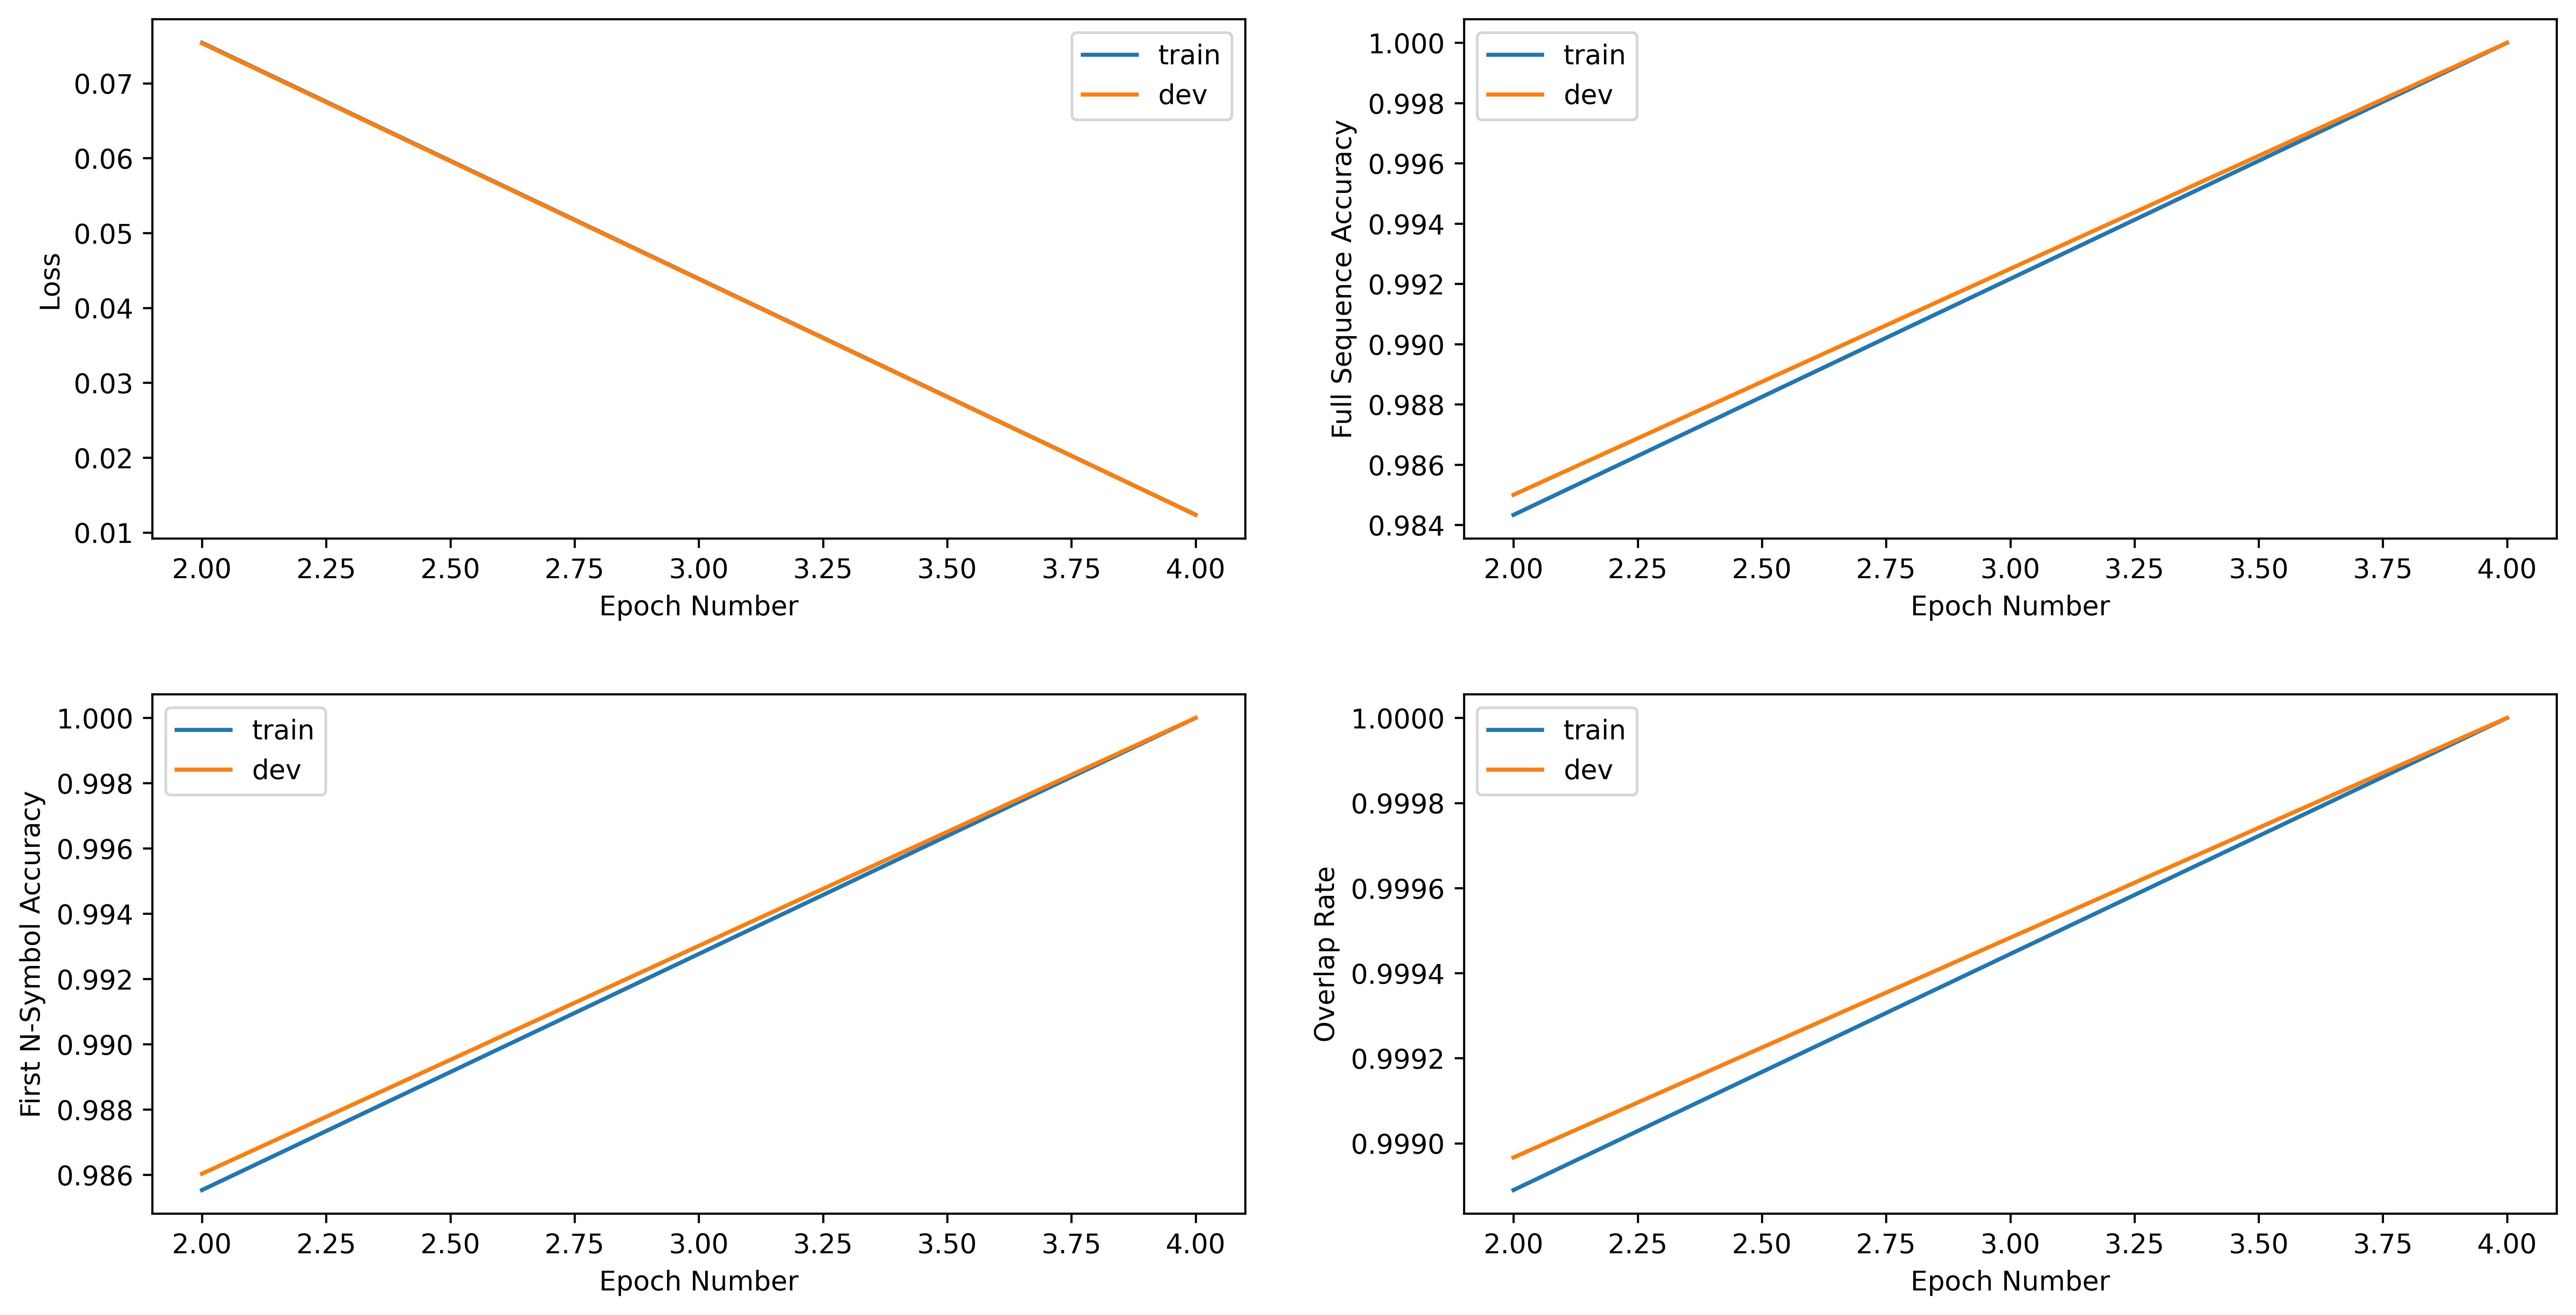 train
dev
0.07
0.06
0.05
0.04
0.03
0.02
0.01
Loss
2.00 2.25 2.50 2.75 3.00 3.25 3.50 3.75 4.00
Epoch Number
train
dev
1.000
0.998
0.996
0.994
0.992
0.990
0.988
0.986
0.984
Full Sequence Accuracy
2.00 2.25 2.50 2.75 3.00 3.25 3.50 3.75 4.00
Epoch Number
train
dev
1.000
0.998
0.996
0.994
0.992
0.990
0.988
0.986
First N-Symbol Accuracy
2.00 2.25 2.50 2.75 3.00 3.25 3.50 3.75 4.00
Epoch Number
train
dev
1.0000
0.9998
0.9996
0.9994
0.9992
0.9990
Overlap Rate
2.00 2.25 2.50 2.75 3.00 3.25 3.50 3.75 4.00
Epoch Number